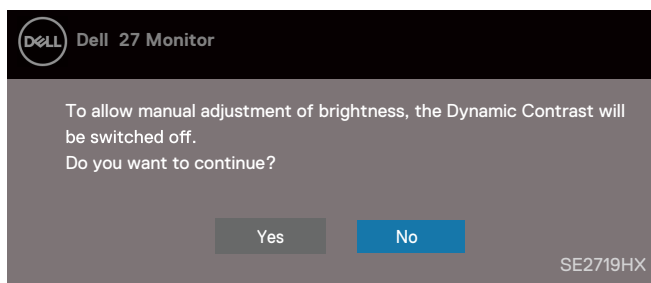 DELL
Dell 27 Monitor
To allow manual adjustment of brightness, the Dynamic Contrast will
be switched off.
Do you want to continue?
Yes
No
SE2719HX